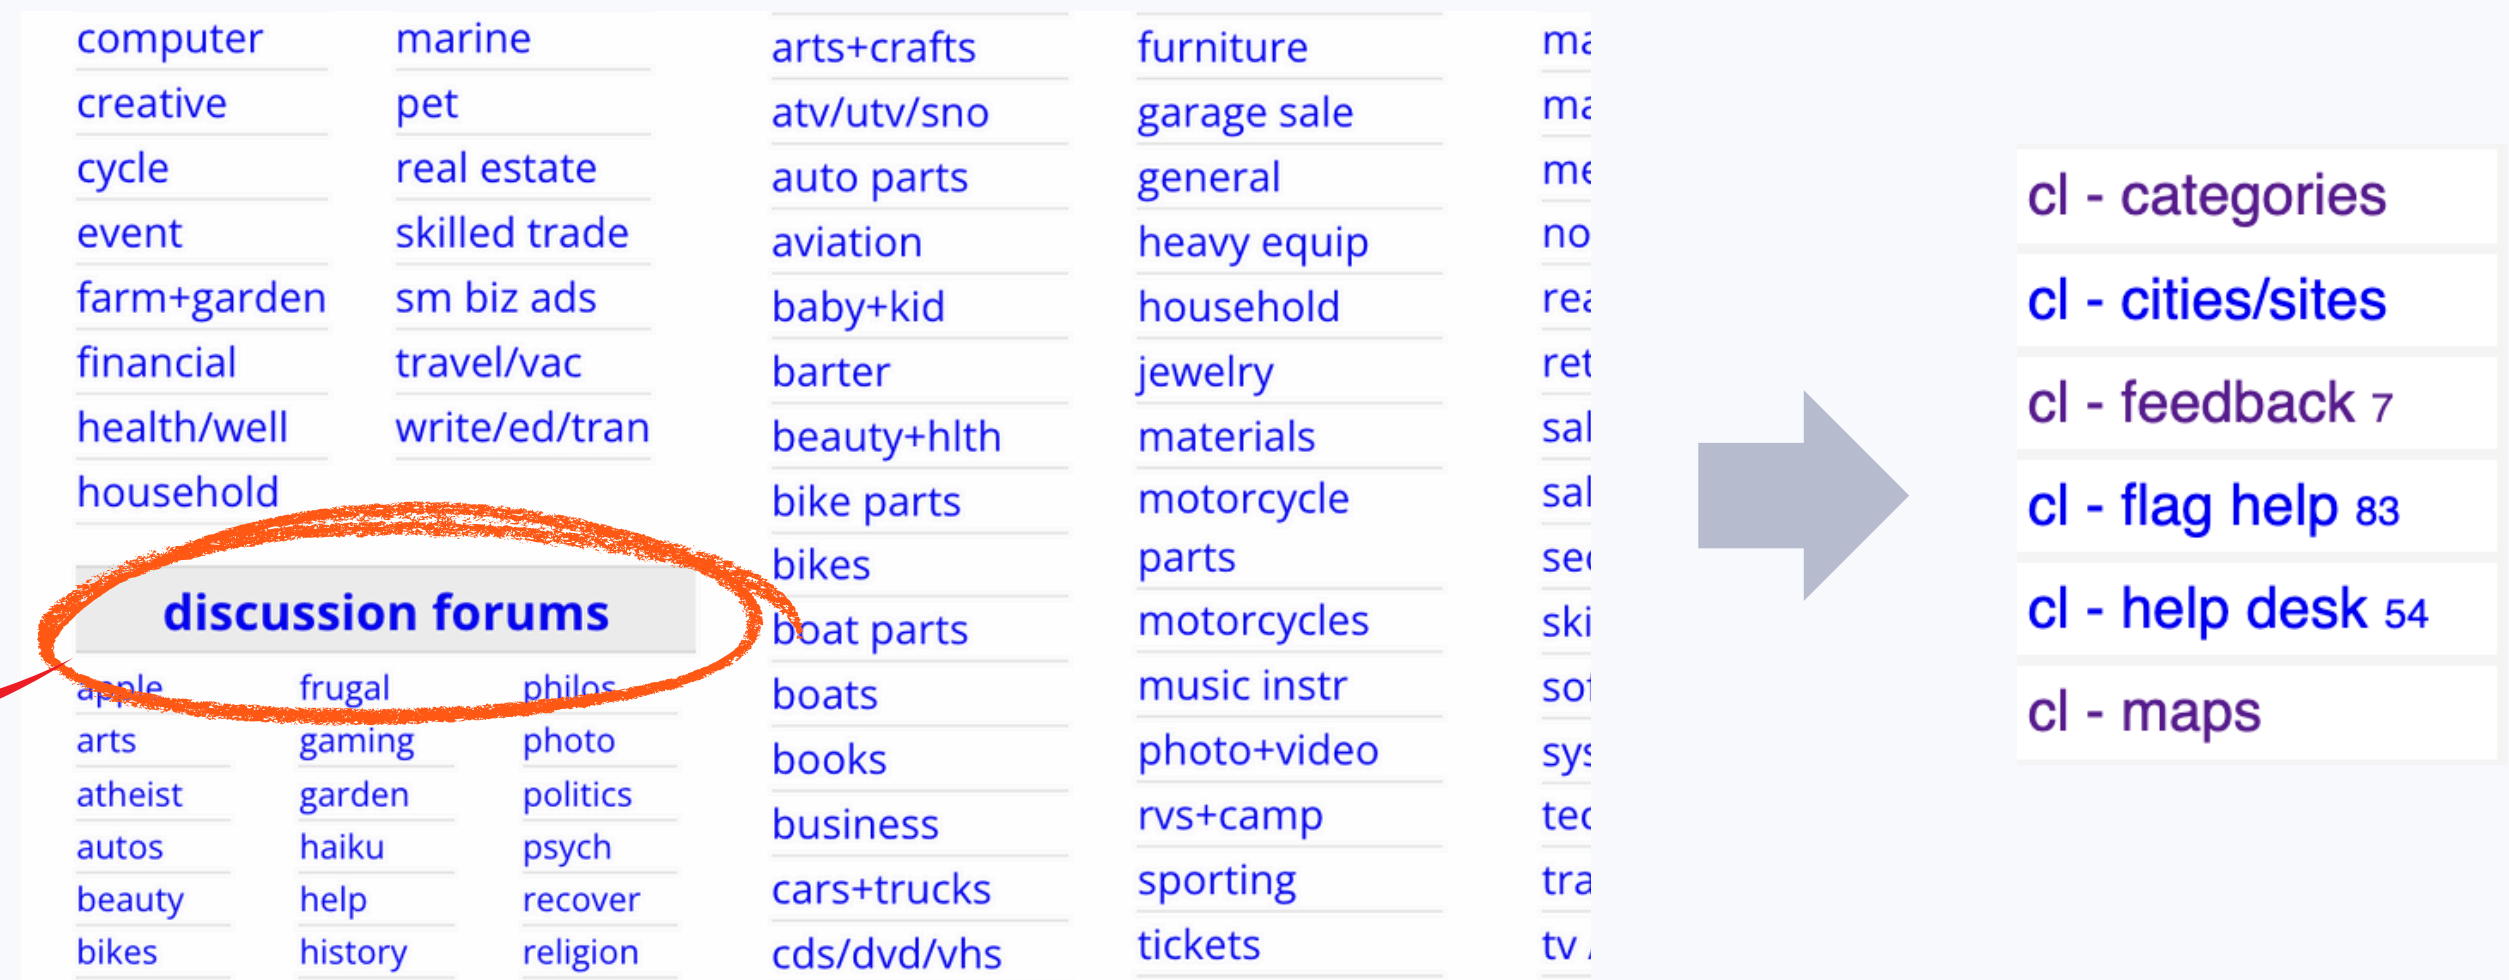 computer
creative
cycle
event
farm+garden
financial
health/well
household
marine
pet
real estate
skilled trade
sm biz ads
travel/vac
write/ed/tran
discussion forums
apple
arts
atheist
autos
beauty
bikes
frugal
gaming
garden
haiku
help
history
philos
photo
politics
psych
recover
religion
arts+crafts
atv/utv/sno
auto parts
aviation
baby+kid
barter
beauty+hlth
bike parts
bikes
boat parts
boats
books
business
cars+trucks
cds/dvd/vhs
furniture
garage sale
general
heavy equip
household
jewelry
materials
motorcycle
parts
motorcycles
music instr
photo+video
rvs+camp
sporting
tickets
cl - categories
cl - cities/sites
cl - feedback 7
cl - flag help 83
cl - help desk 54
cl - maps